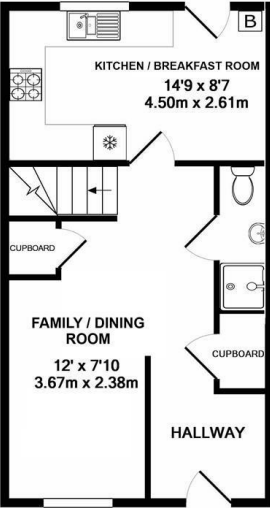 B
KITCHEN / BREAKFAST ROOM
14'9 x 8'7
4.50m x 2.61m
CUPBOARD
FAMILY / DINING
ROOM
12' x 7'10
3.67m x 2.38m
CUPBOARD
HALLWAY